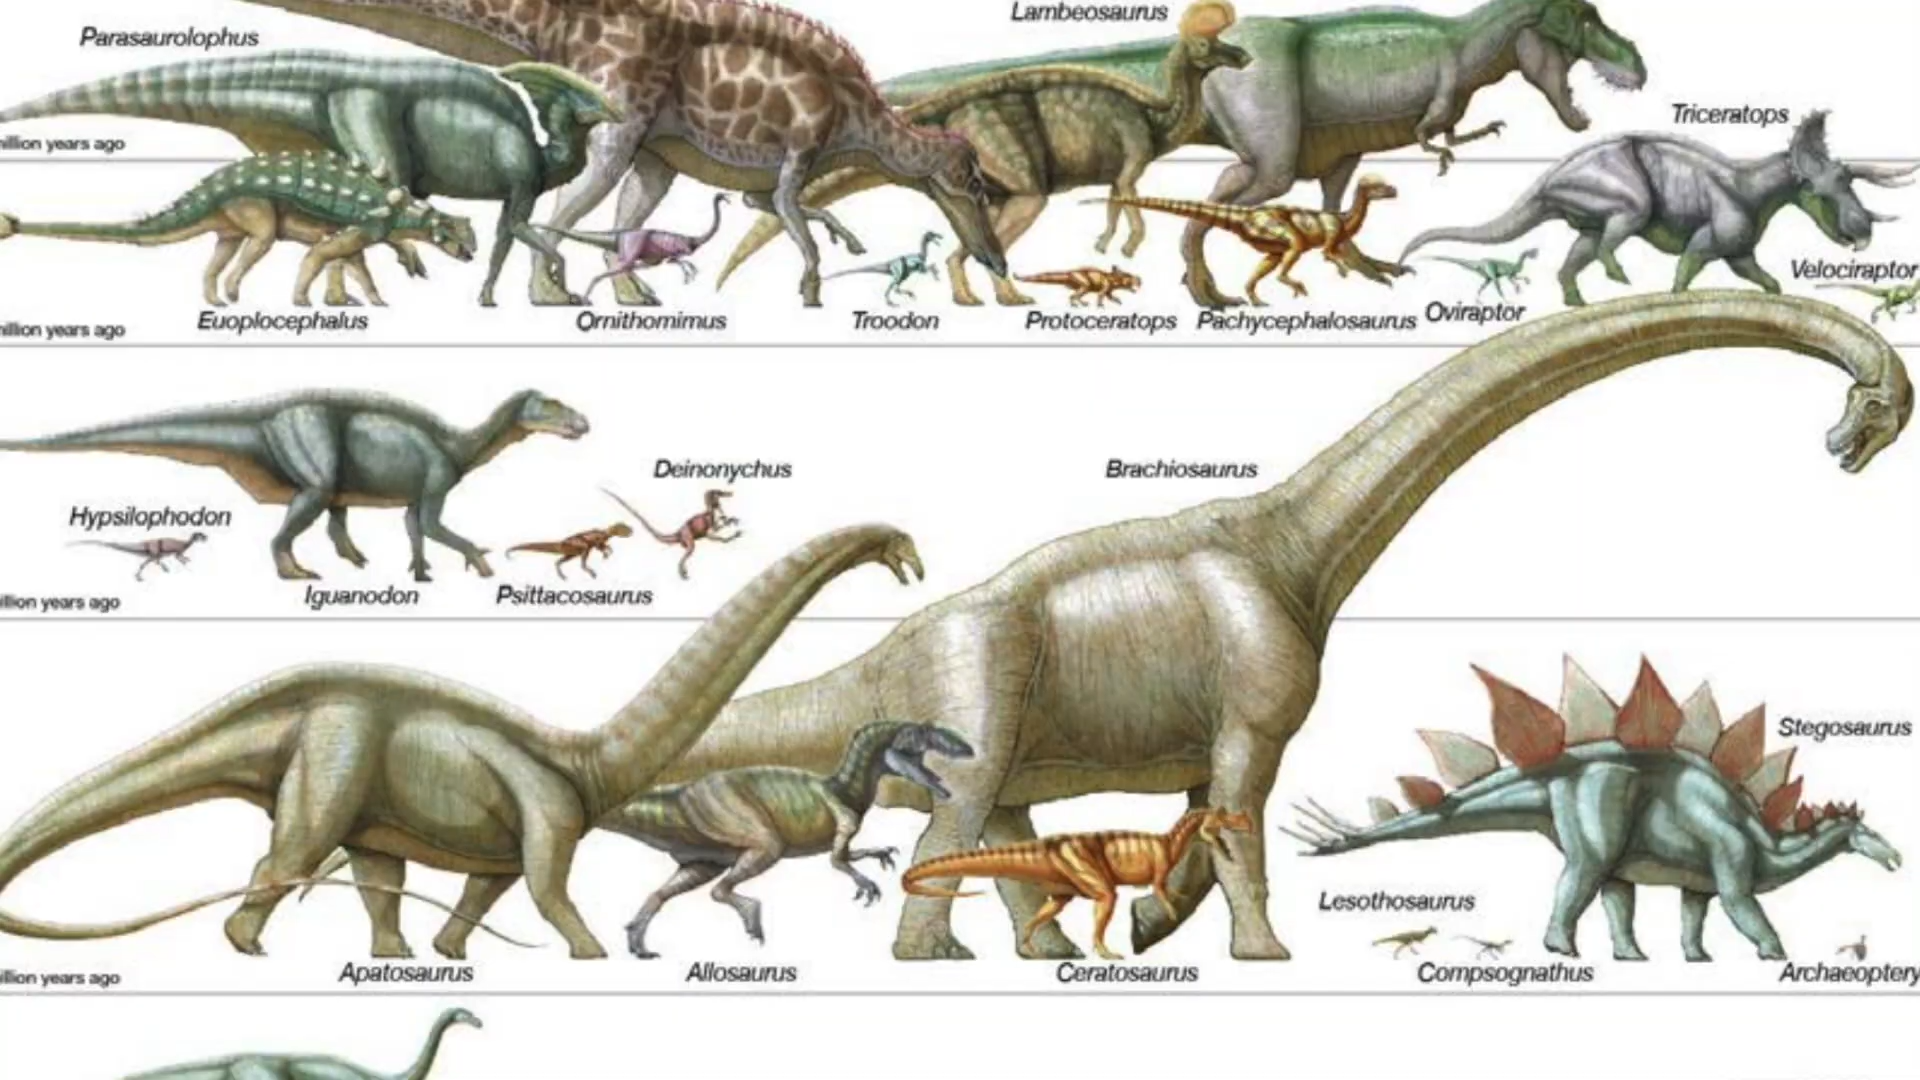 Lambeosaurus
Parasaurolophus
Triceratops
illion years ago
Velociraptor
Euoplocephalus
Ornithomimus
Troodon
Protoceratops
Pachycephalosaurus
Oviraptor
illion years ago
Deinonychus
Brachiosaurus
Hypsilophodon
Iguanodon
Psittacosaurus
illion years ago
Stegosaurus
Lesothosaurus
Apatosaurus
Allosaurus
Ceratosaurus
Compsognathus
Archaeoptery
illion years ago